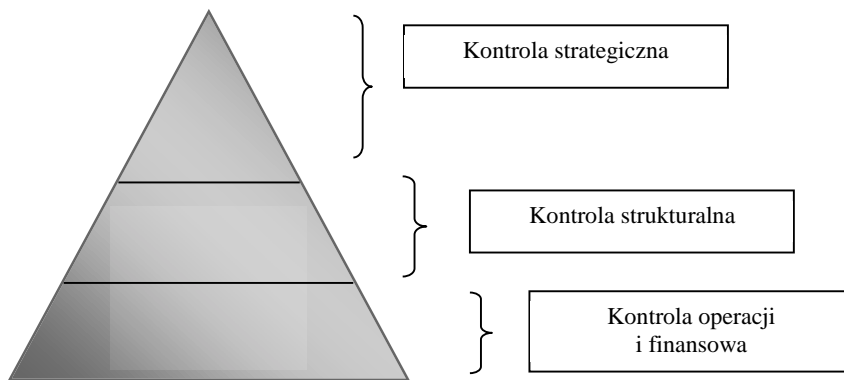 Kontrola strategiczna
Kontrola strukturalna
Kontrola operacji
i finansowa